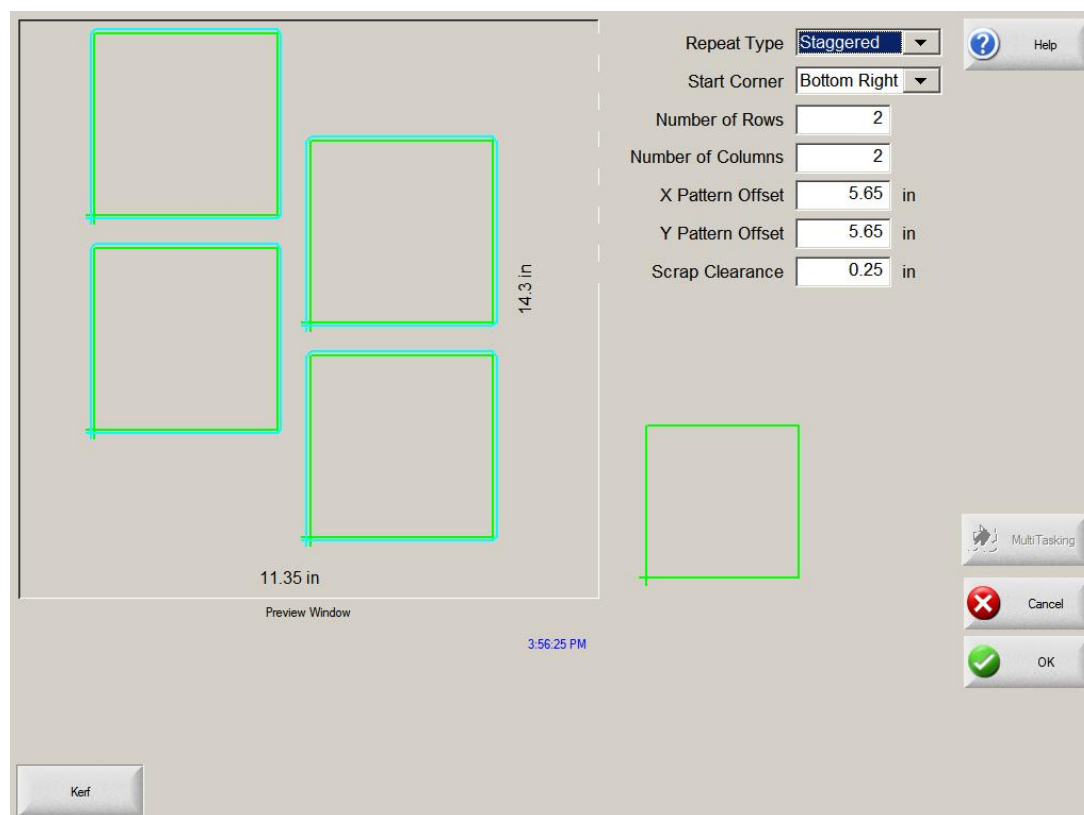 Repeat Type Staggered
Start Corner Bottom Right
Number of Rows 2
Number of Columns 2
X Pattern Offset 5.65 in
Y Pattern Offset 5.65 in
Scrap Clearance 0.25 in
Help
14.3 in
11.35 in
Preview Window
3:56:25 PM
MultiTasking
Cancel
OK
Kerf